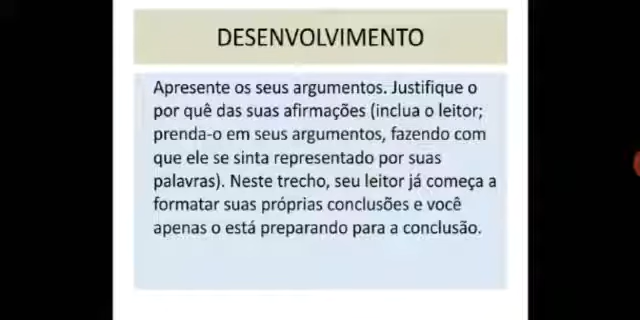 DESENVOLVIMENTO
Apresente os seus argumentos. Justifique o
por quê das suas afirmações (inclua o leitor;
prenda-o em seus argumentos, fazendo com
que ele se sinta representado por suas
palavras). Neste trecho, seu leitor já começa a
formatar suas próprias conclusões e você
apenas o está preparando para a conclusão.